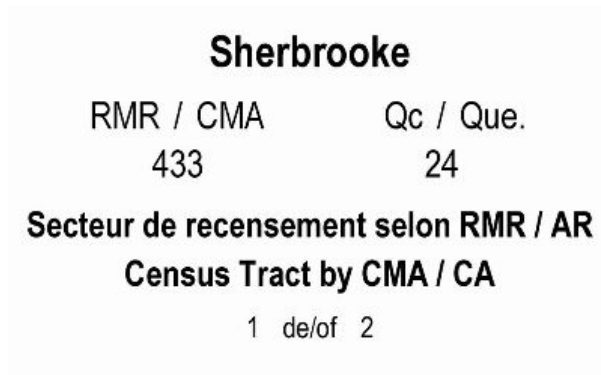 Sherbrooke
RMR / CMA Qc / Que.
433 24
Secteur de recensement selon RMR / AR
Census Tract by CMA / CA
1 de/of 2